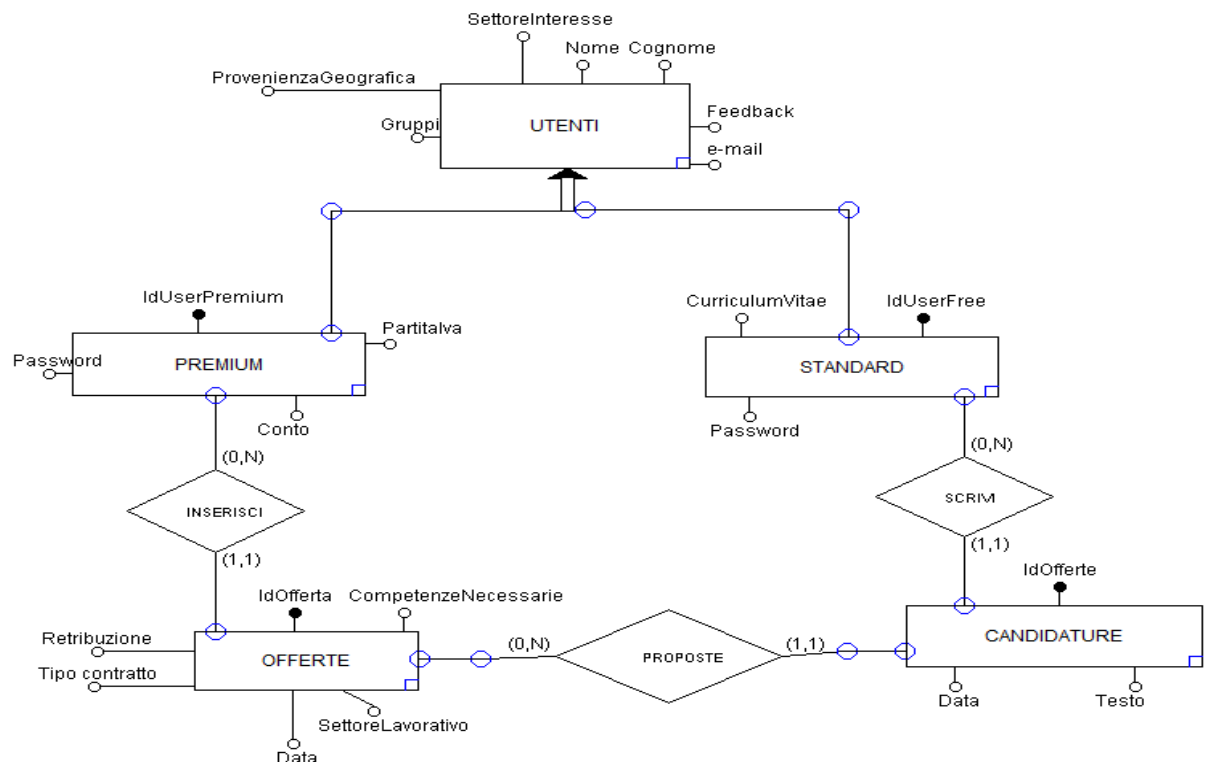 SettoreInteresse
Nome Cognome
ProvenienzaGeografica
Gruppi
UTENTI
Feedback
e-mail
IdUserPremium
PartitaIva
Password
PREMIUM
Conto
CurriculumVitae
IdUserFree
STANDARD
Password
(0,N)
INSERISCI
(1,1)
(0,N)
SCRIVI
(1,1)
IdOfferta
CompetenzeNecessarie
Retribuzione
Tipo contratto
OFFERTE
SettoreLavorativo
Data
(0,N)
PROPOSTE
(1,1)
IdOfferte
CANDIDATURE
Data
Testo